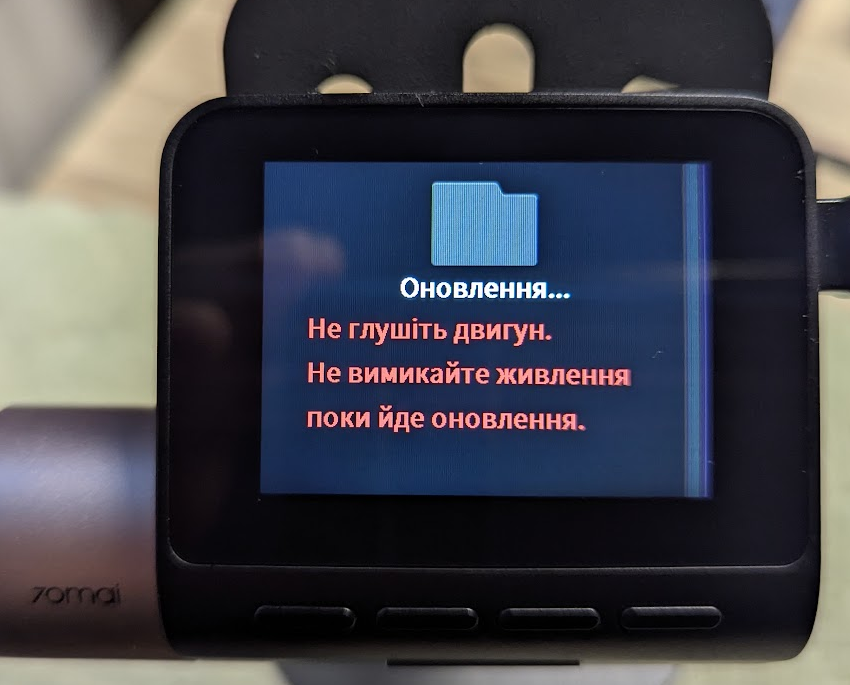 Оновлення...
Не глушіть двигун.
Не вимикайте живлення
поки йде оновлення.
70mai